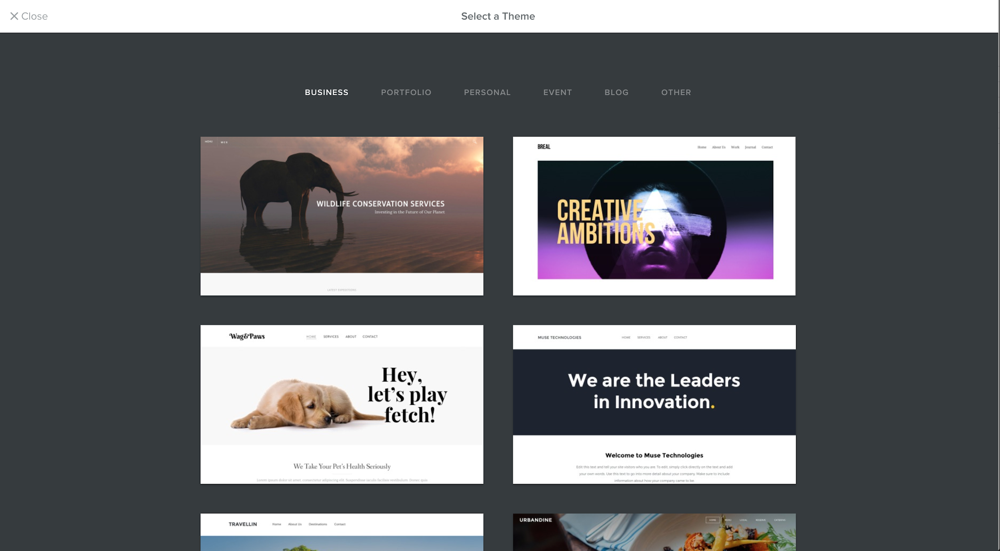 Close
Select a Theme
BUSINESS PORTFOLIO PERSONAL EVENT BLOG OTHER
MENU WCS
WILDLIFE CONSERVATION SERVICES
Investing in the Future of Our Planet
LATEST EXPEDITIONS
BREAL Home About Us Work Journal Contact
CREATIVE
AMBITIONS
Wag&Paws HOME SERVICES ABOUT CONTACT
Hey,
let's play
fetch!
We Take Your Pet's Health Seriously
Lorem ipsum dolor sit amet, consectetur adipiscing elit. Suspendisse iaculis facilisis vestibulum. Donec quis
MUSE TECHNOLOGIES HOME SERVICES ABOUT CONTACT
We are the Leaders
in Innovation.
Welcome to Muse Technologies
Edit this text and tell your site visitors who you are. To edit, simply click directly on the text and add
your own words. Use this text to go into more detail about your company. Make sure to include
information about how your company came to be.
TRAVELLIN Home About Us Destinations Contact
URBANDINE HOME MENU LOCAL RESERVE CATERING